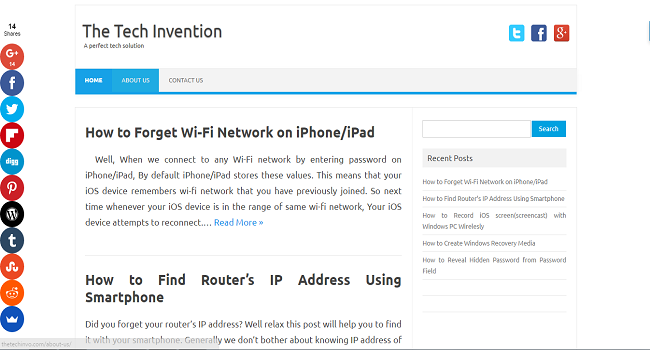 14
Shares
G+
14
digg
The Tech Invention
A perfect tech solution
HOME ABOUT US CONTACT US
How to Forget Wi-Fi Network on iPhone/iPad
Well, When we connect to any Wi-Fi network by entering password on
iPhone/iPad, By default iPhone/iPad stores these values. This means that your
iOS device remembers wi-fi network that you have previously joined. So next
time whenever your iOS device is in the range of same wi-fi network, Your iOS
device attempts to reconnect.… Read More »
How to Find Router's IP Address Using
Smartphone
Did you forget your router's IP address? Well relax this post will help you to find
it with your smartphone. Generally we don't bother about knowing IP address of
Search
Recent Posts
How to Forget Wi-Fi Network on iPhone/iPad
How to Find Router's IP Address Using Smartphone
How to Record iOS screen(screencast) with
Windows PC Wirelesly
How to Create Windows Recovery Media
How to Reveal Hidden Password from Password
Field